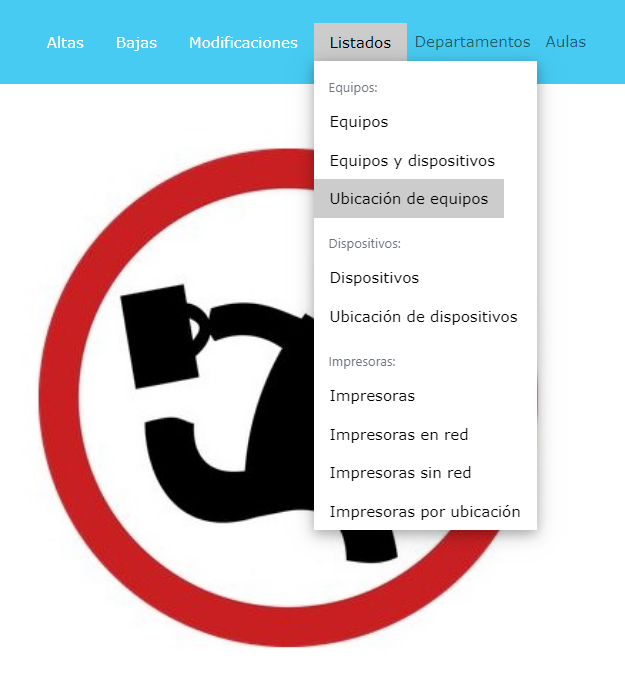 Altas Bajas Modificaciones Listados Departamentos Aulas
Equipos:
Equipos
Equipos y dispositivos
Ubicación de equipos
Dispositivos:
Dispositivos
Ubicación de dispositivos
Impresoras:
Impresoras
Impresoras en red
Impresoras sin red
Impresoras por ubicación